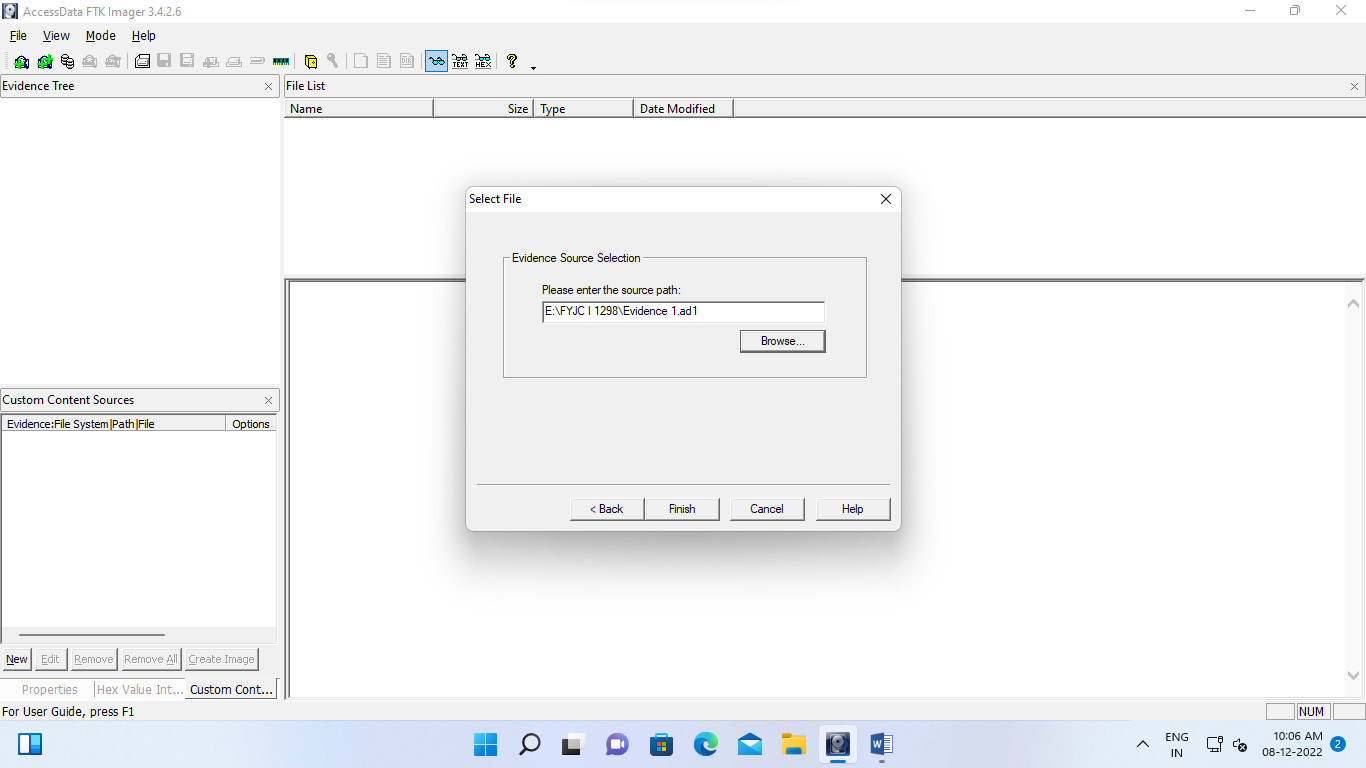 AccessData FTK Imager 3.4.2.6
File View Mode Help
TEXT HEX ?
Evidence Tree
File List
Name Size Type Date Modified
Select File
Evidence Source Selection
Please enter the source path:
E:\FYJC I 1298\Evidence 1.ad1
Browse...
Custom Content Sources
Evidence:File System|Path|File Options
< Back Finish Cancel Help
New Edit Remove Remove All Create Image
Properties Hex Value Int... Custom Cont...
For User Guide, press F1
NUM
ENG
IN
10:06 AM
08-12-2022
2